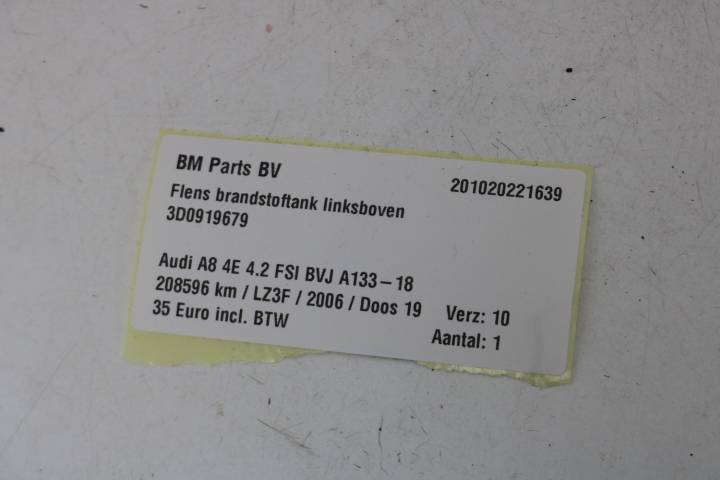 BM Parts BV 201020221639
Flens brandstoftank linksboven
3D0919679
Audi A8 4E 4.2 FSI BVJ A133-18
208596 km / LZ3F / 2006 / Doos 19 Verz: 10
35 Euro incl. BTW Aantal: 1